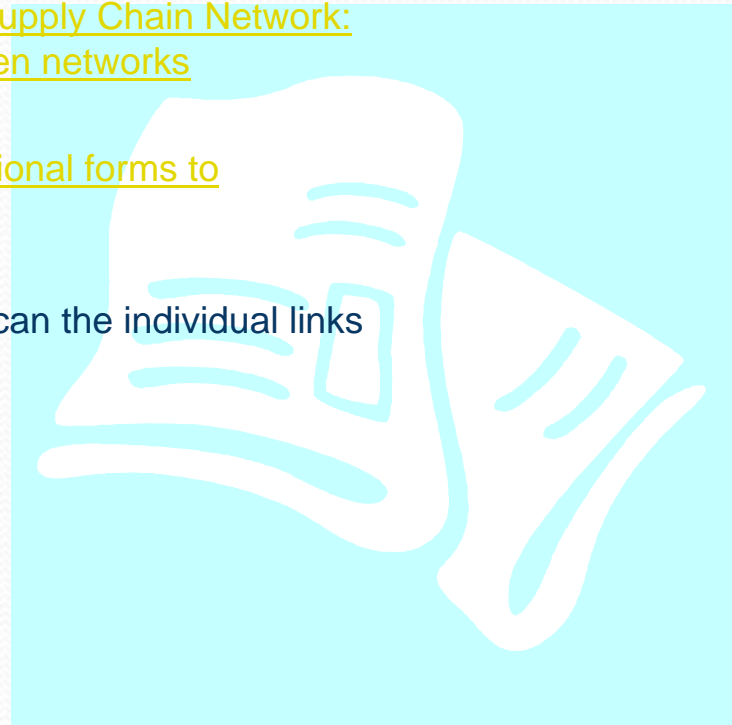 upply Chain Network:
en networks
ional forms to
can the individual links